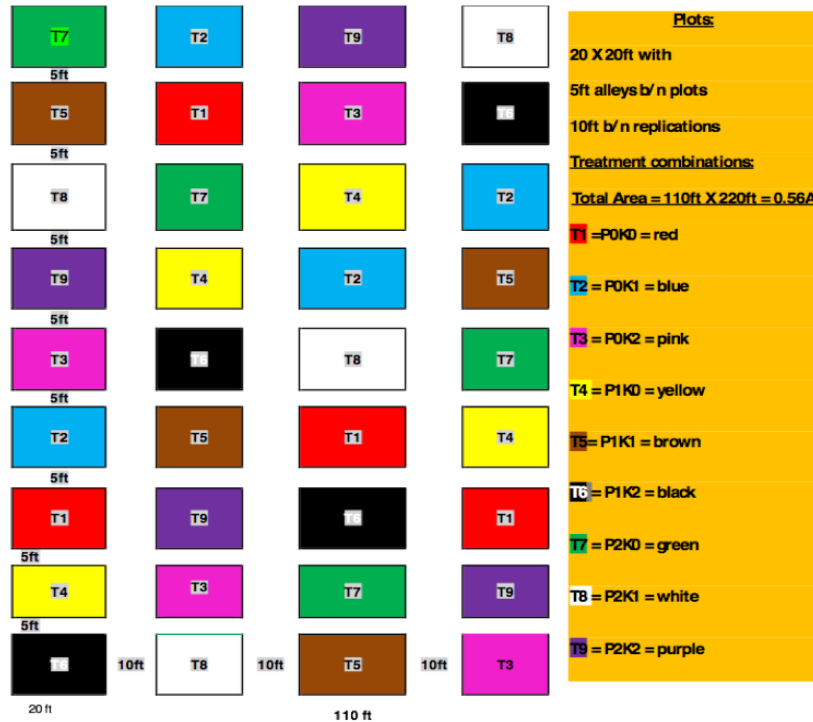 T7 T2 T9 T8
5ft
T5 T1 T3 T6
5ft
T8 T7 T4 T2
5ft
T9 T4 T2 T5
5ft
T3 T6 T8 T7
5ft
T2 T5 T1 T4
5ft
T1 T9 T6 T1
5ft
T4 T3 T7 T9
5ft
T6 10ft T8 10ft T5 10ft T3
20 ft
110 ft
Plots:
20 X 20ft with
5ft alleys b/n plots
10ft b/n replications
Treatment combinations:
Total Area = 110ft X 220ft = 0.56A
T1 =P0K0 = red
T2 = P0K1 = blue
T3 = P0K2 = pink
T4 = P1K0 = yellow
T5= P1K1 = brown
T6 = P1K2 = black
T7 = P2K0 = green
T8 = P2K1 = white
T9 = P2K2 = purple